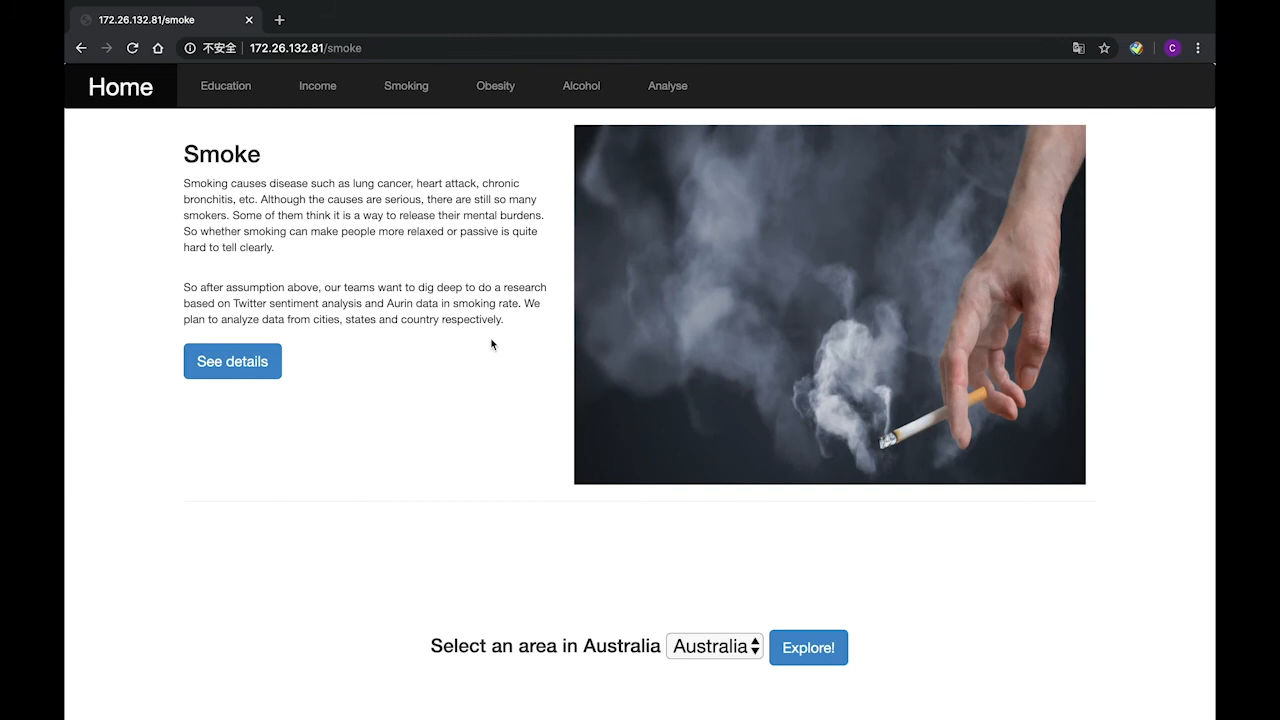 172.26.132.81/smoke
不安全 172.26.132.81/smoke
C
Home Education Income Smoking Obesity Alcohol Analyse
Smoke
Smoking causes disease such as lung cancer, heart attack, chronic
bronchitis, etc. Although the causes are serious, there are still so many
smokers. Some of them think it is a way to release their mental burdens.
So whether smoking can make people more relaxed or passive is quite
hard to tell clearly.
So after assumption above, our teams want to dig deep to do a research
based on Twitter sentiment analysis and Aurin data in smoking rate. We
plan to analyze data from cities, states and country respectively.
See details
Select an area in Australia Australia Explore!